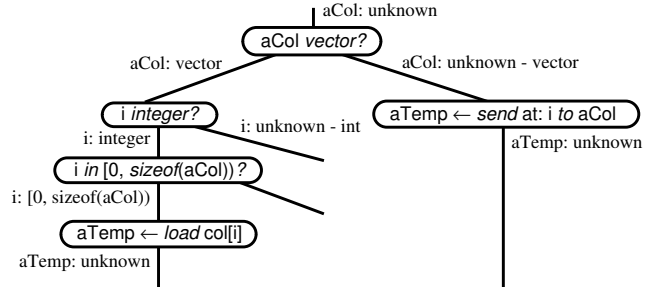 aCol: unknown
aCol vector?
aCol: vector
aCol: unknown - vector
i integer?
aTemp ← send at: i to aCol
i: integer
i: unknown - int
aTemp: unknown
i in [0, sizeof(aCol))?
i: [0, sizeof(aCol))
aTemp ← load col[i]
aTemp: unknown